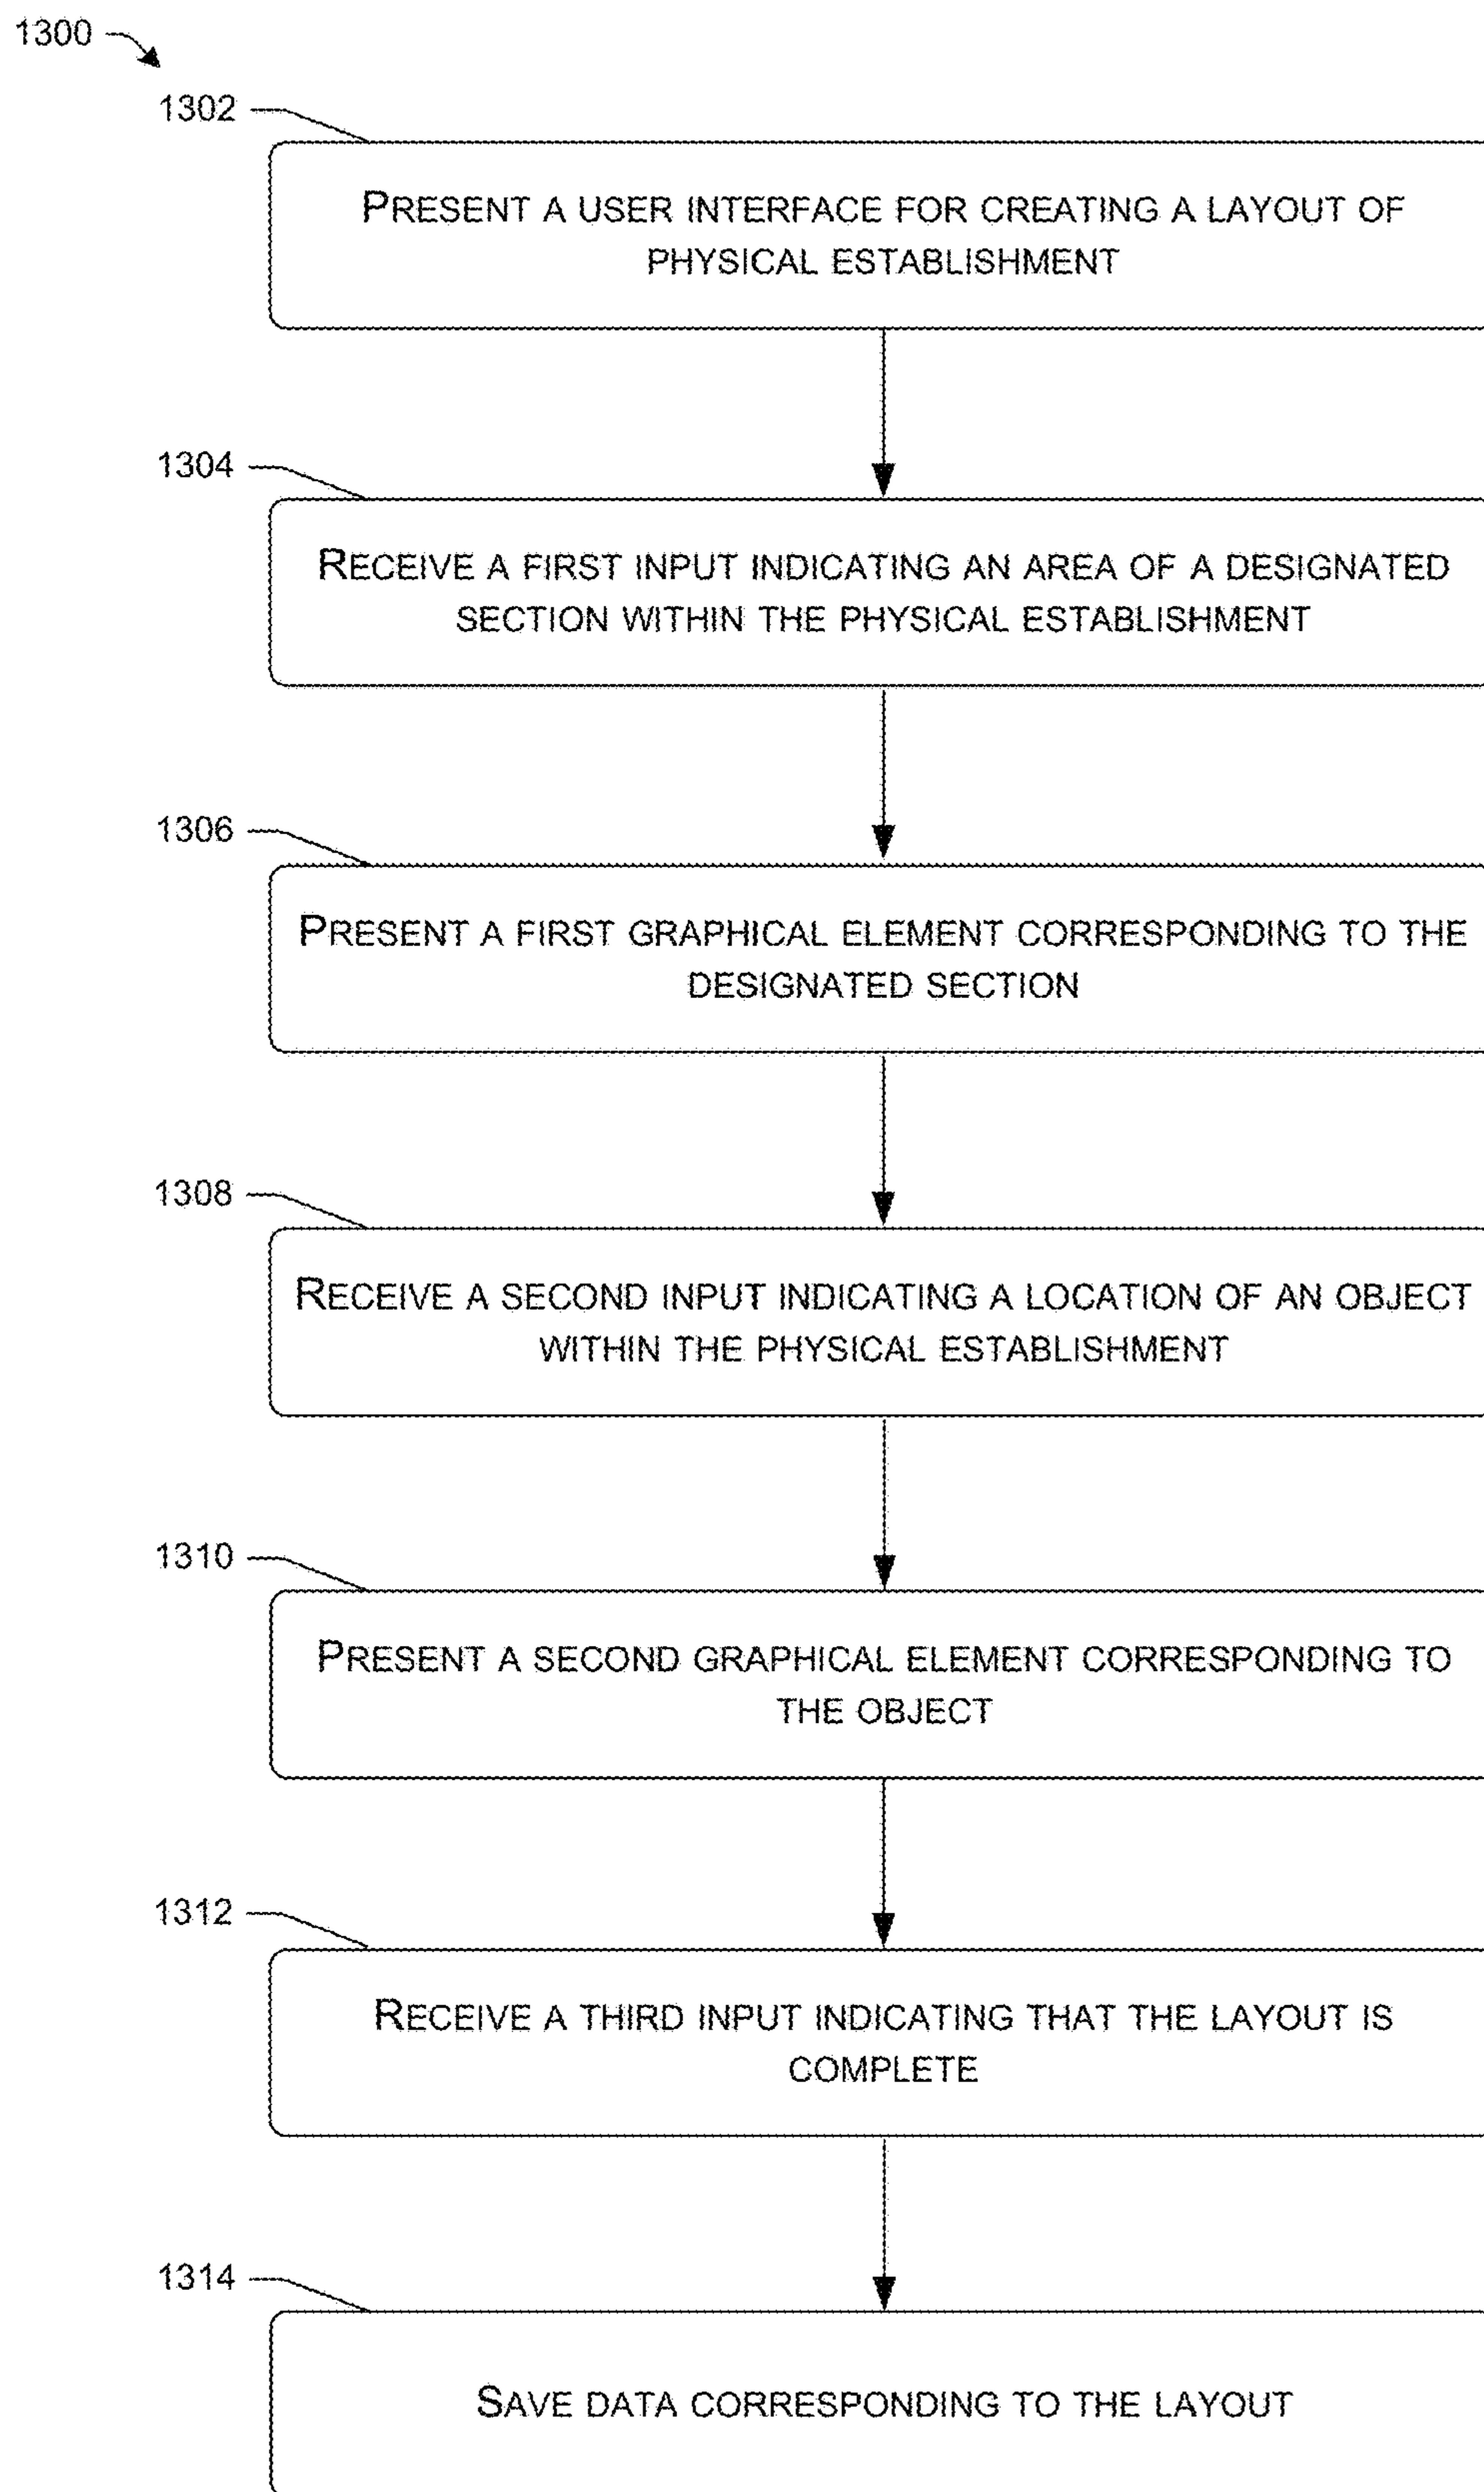 1300
1302
PRESENT A USER INTERFACE FOR CREATING A LAYOUT OF
PHYSICAL ESTABLISHMENT
1304
RECEIVE A FIRST INPUT INDICATING AN AREA OF A DESIGNATED
SECTION WITHIN THE PHYSICAL ESTABLISHMENT
1306
PRESENT A FIRST GRAPHICAL ELEMENT CORRESPONDING TO THE
DESIGNATED SECTION
1308
RECEIVE A SECOND INPUT INDICATING A LOCATION OF AN OBJECT
WITHIN THE PHYSICAL ESTABLISHMENT
1310
PRESENT A SECOND GRAPHICAL ELEMENT CORRESPONDING TO
THE OBJECT
1312
RECEIVE A THIRD INPUT INDICATING THAT THE LAYOUT IS
COMPLETE
1314
SAVE DATA CORRESPONDING TO THE LAYOUT